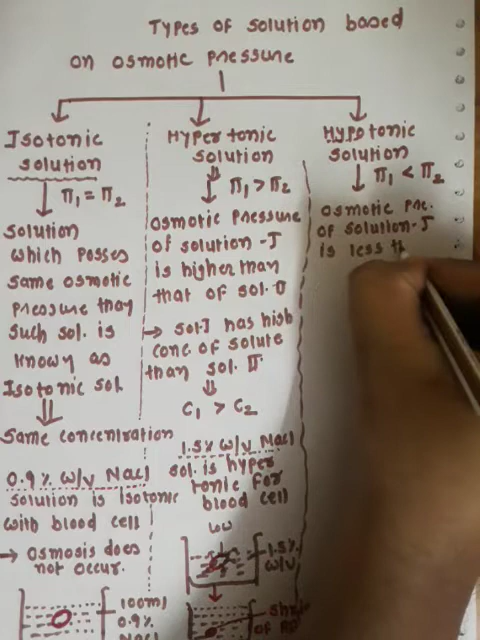 Types of solution based
on osmotic pressure
Isotonic
solution
π₁ = π₂
solution
which posses
same osmotic
pressure than
such sol. is
known as
Isotonic sol.
same concentration
0.9% w/v Nacl
solution is isotonic
with blood cell
→ osmosis does
not occur.
100ml
0.9%
Nacl
Hypertonic
solution
π₁ > π₂
osmotic pressure
of solution-I
is higher than
that of sol. II
→ sol.I has high
conc. of solute
than sol. II
C₁ > C₂
1.5% w/v Nacl
sol. is hyper
tonic for
blood cell
1.5%
w/v
Hypotonic
solution
π₁ < π₂
osmotic pre.
of solution-I
is less th